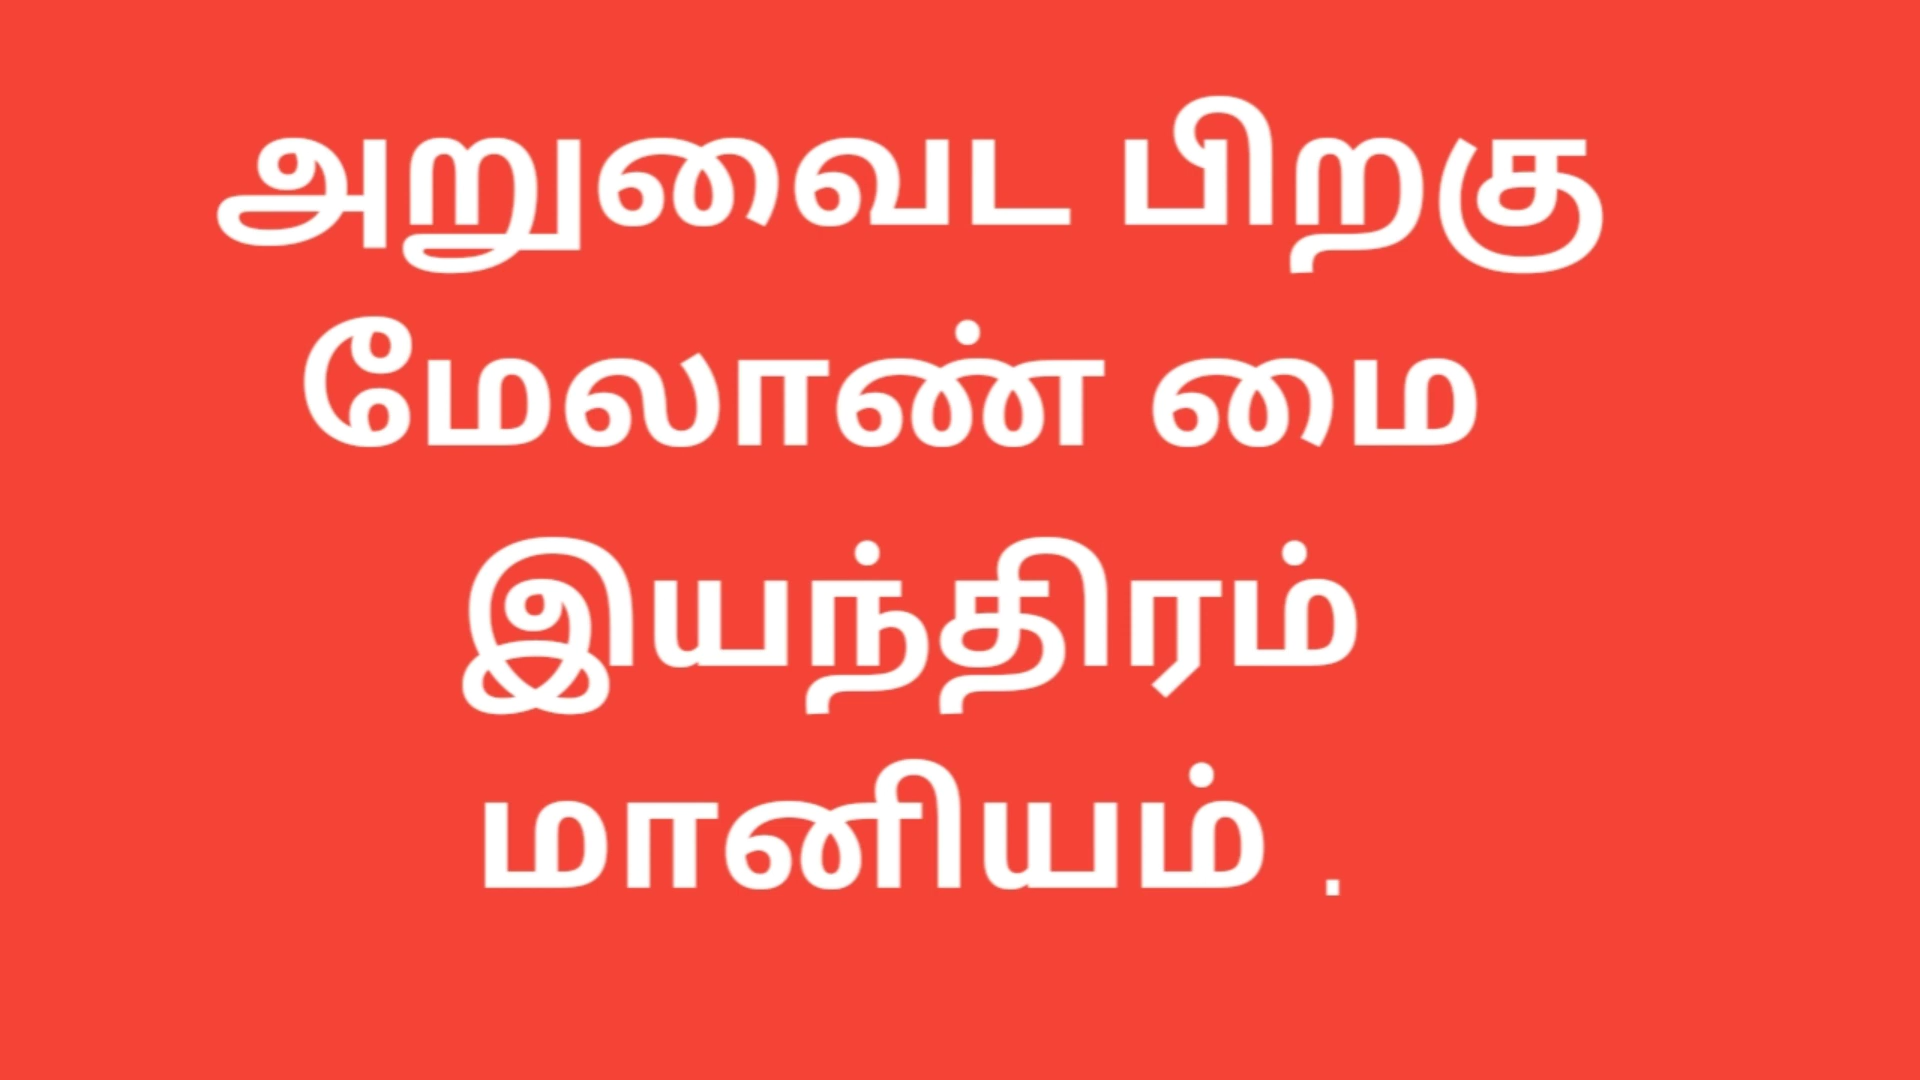 அறுவைட பிறகு
மேலாண் மை
இயந்திரம்
மானியம் .